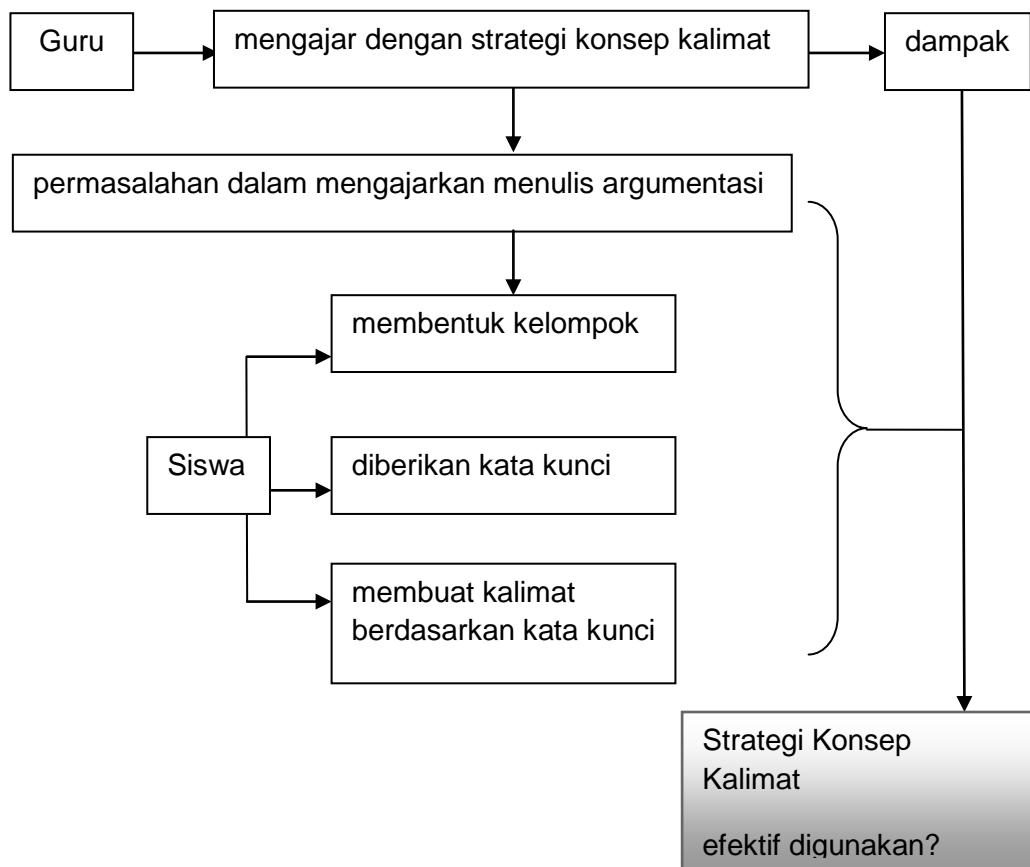 Guru
mengajar dengan strategi konsep kalimat
dampak
permasalahan dalam mengajarkan menulis argumentasi
membentuk kelompok
Siswa
diberikan kata kunci
membuat kalimat
berdasarkan kata kunci
Strategi Konsep
Kalimat
efektif digunakan?